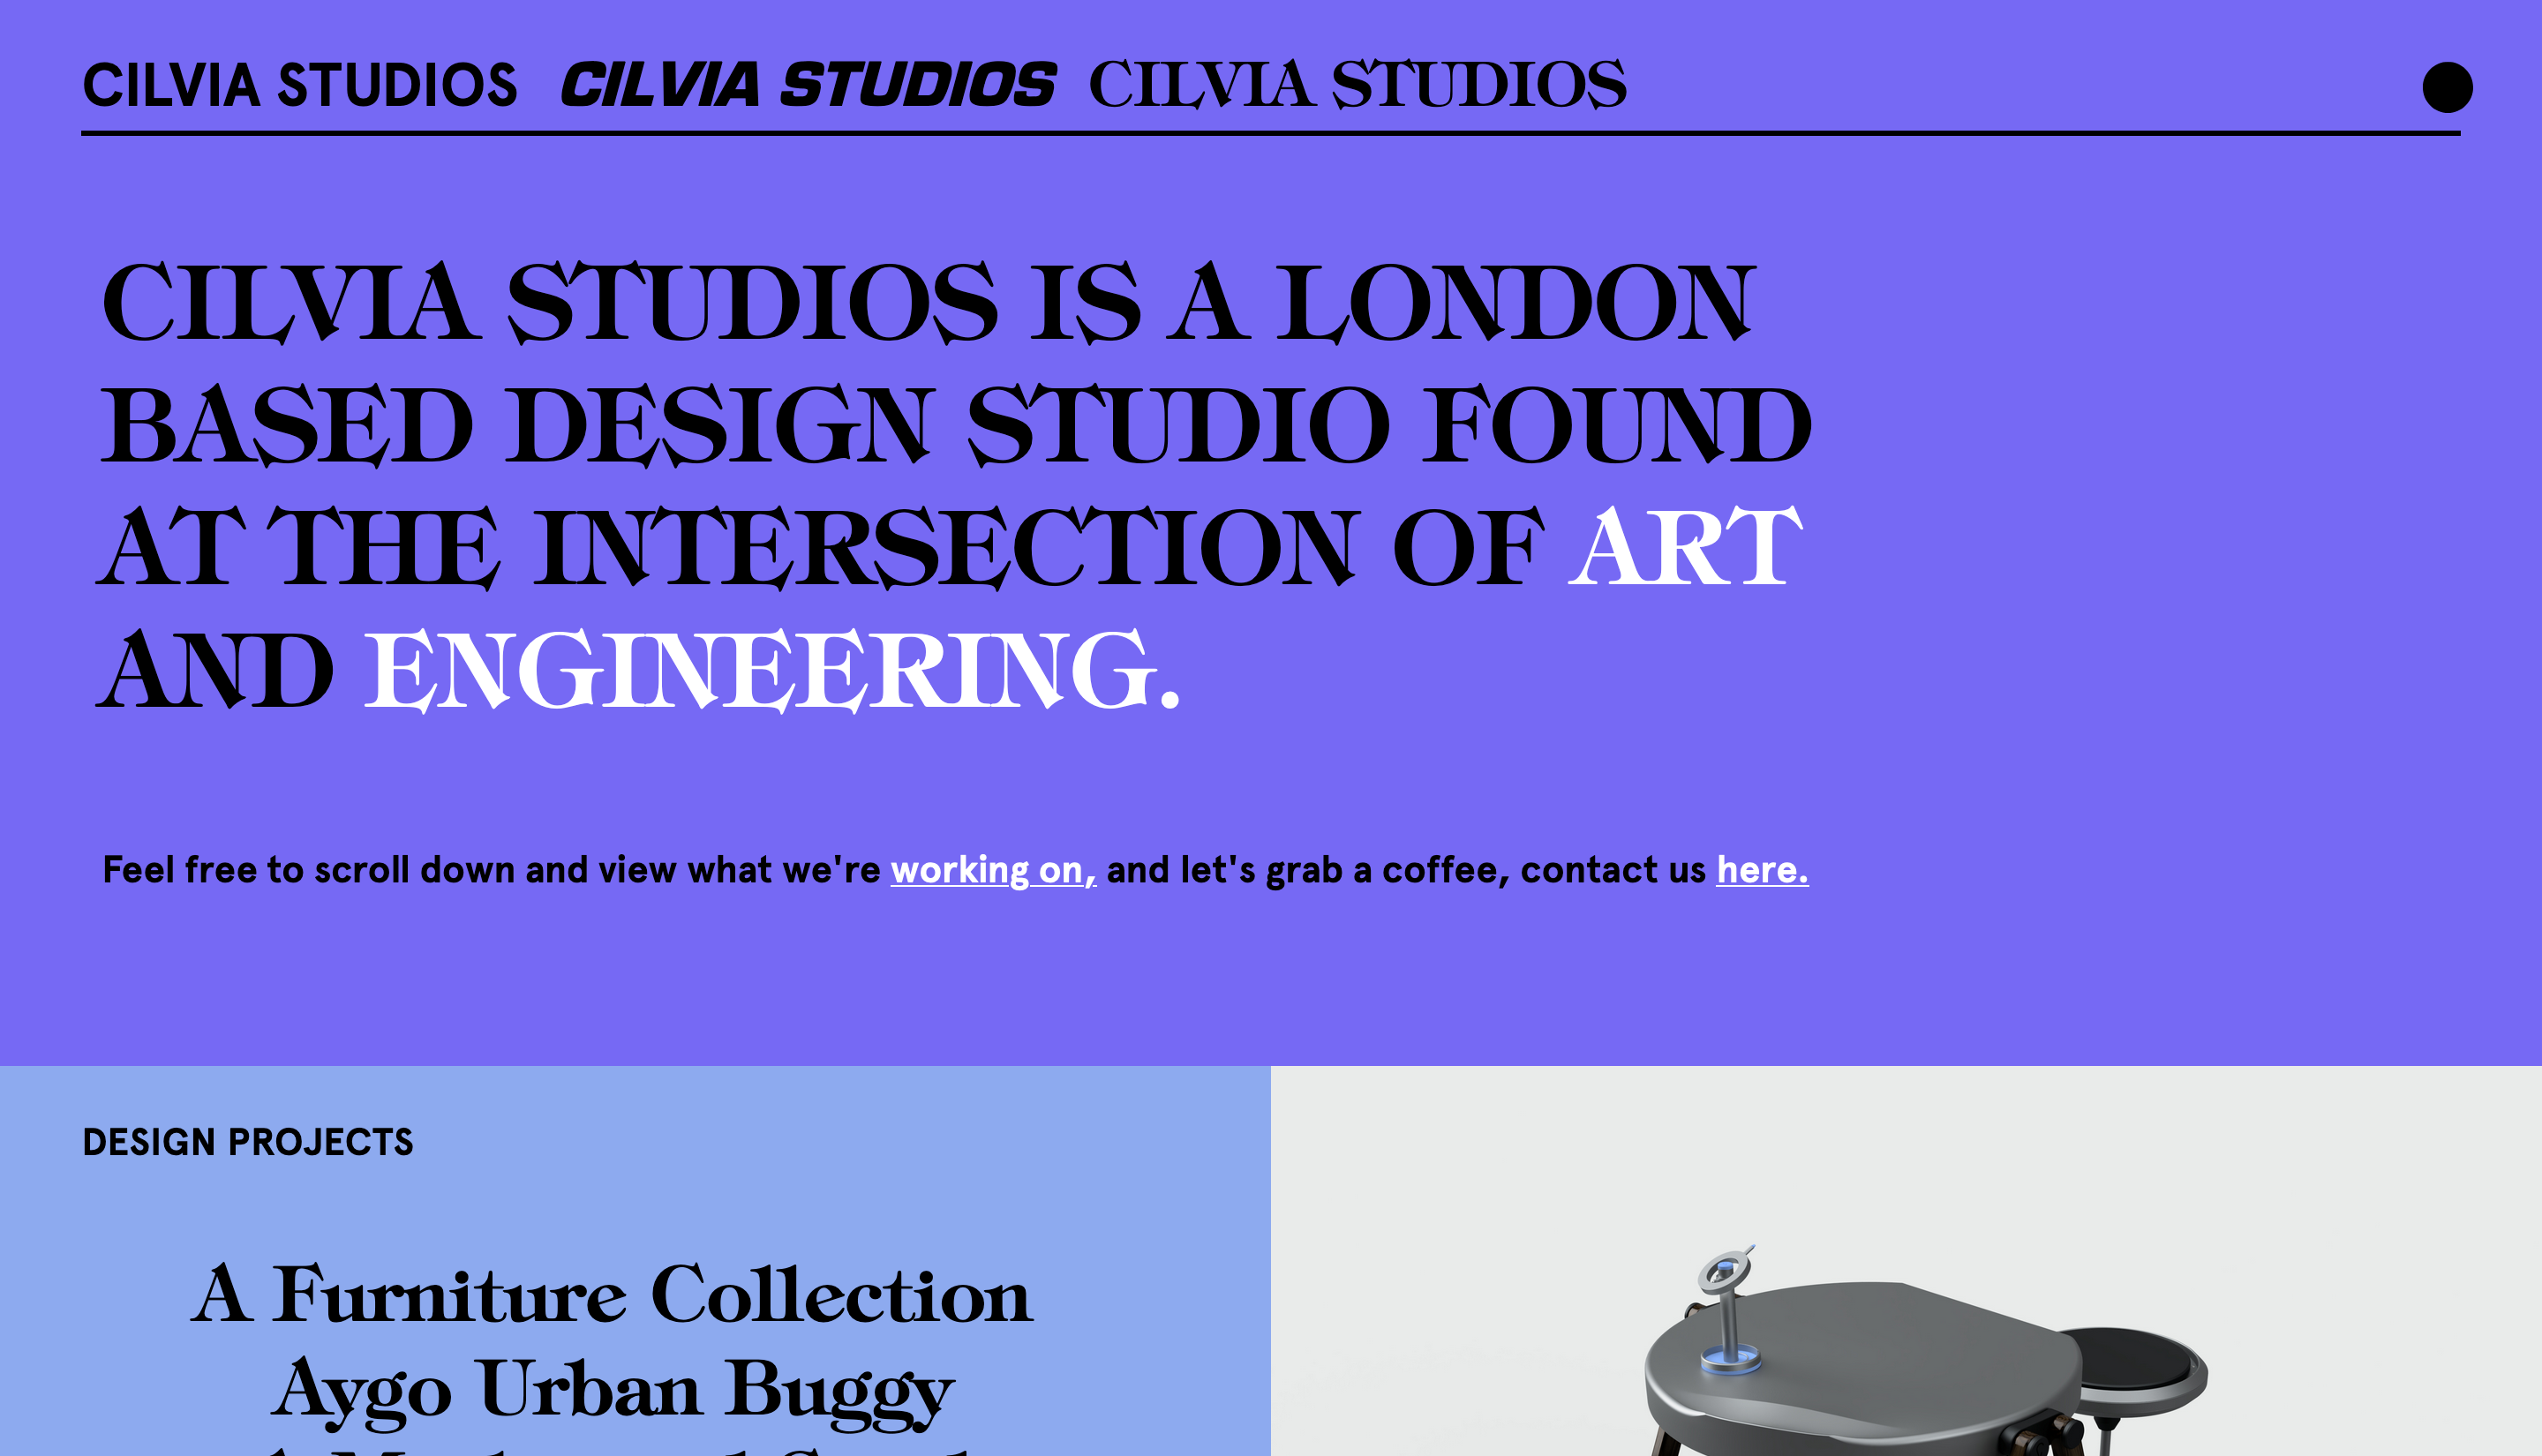 CILVIA STUDIOS CILVIA STUDIOS CILVIA STUDIOS
CILVIA STUDIOS IS A LONDON
BASED DESIGN STUDIO FOUND
AT THE INTERSECTION OF ART
AND ENGINEERING.
Feel free to scroll down and view what we're working on, and let's grab a coffee, contact us here.
DESIGN PROJECTS
A Furniture Collection
Aygo Urban Buggy